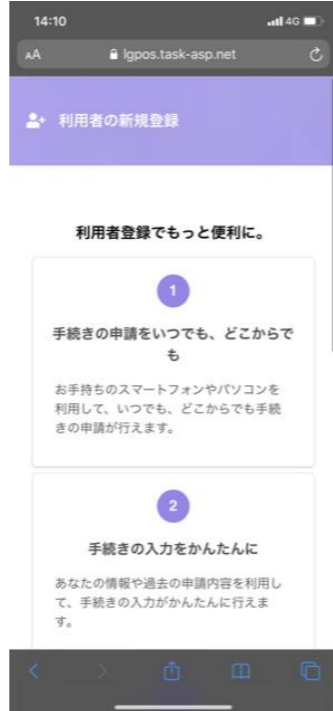 14:10
4G
AA
lgpos.task-asp.net
利用者の新規登録
利用者登録でもっと便利に。
1
手続きの申請をいつでも、どこからで
も
お手持ちのスマートフォンやパソコンを
利用して、いつでも、どこからでも手続
きの申請が行えます。
2
手続きの入力をかんたんに
あなたの情報や過去の申請内容を利用し
て、手続きの入力がかんたんに行えま
す。